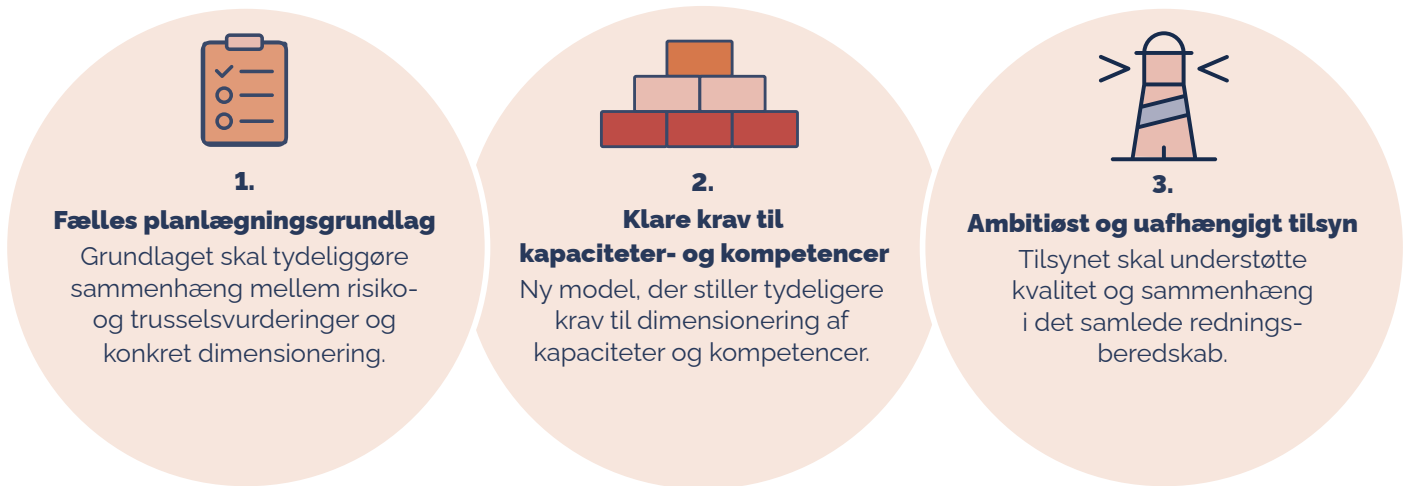 1.
Fælles planlægningsgrundlag
Grundlaget skal tydeliggøre
sammenhæng mellem risiko-
og trusselsvurderinger og
konkret dimensionering.
2.
Klare krav til
kapaciteter- og kompetencer
Ny model, der stiller tydeligere
krav til dimensionering af
kapaciteter og kompetencer.
3.
Ambitiøst og uafhængigt tilsyn
Tilsynet skal understøtte
kvalitet og sammenhæng
i det samlede rednings-
beredskab.